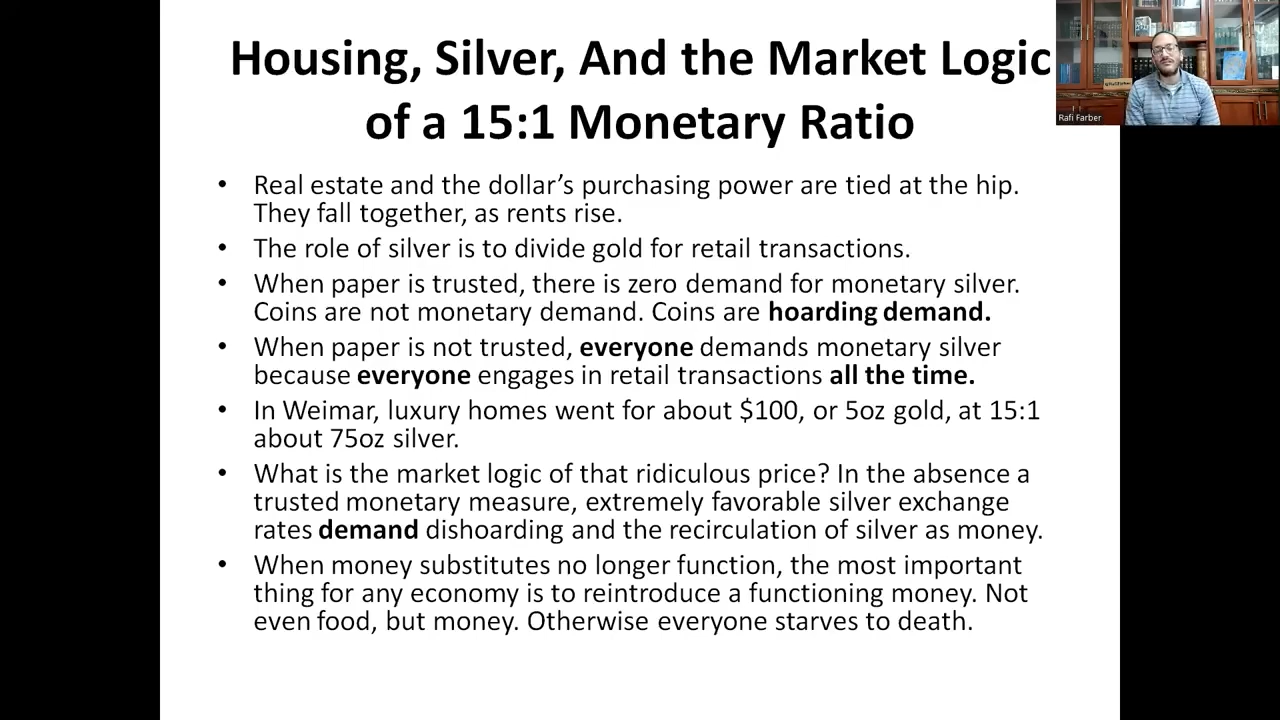 Housing, Silver, And the Market Logic
of a 15:1 Monetary Ratio
Rafi Farber
• Real estate and the dollar’s purchasing power are tied at the hip.
They fall together, as rents rise.
• The role of silver is to divide gold for retail transactions.
• When paper is trusted, there is zero demand for monetary silver.
Coins are not monetary demand. Coins are hoarding demand.
• When paper is not trusted, everyone demands monetary silver
because everyone engages in retail transactions all the time.
• In Weimar, luxury homes went for about $100, or 5oz gold, at 15:1
about 75oz silver.
• What is the market logic of that ridiculous price? In the absence a
trusted monetary measure, extremely favorable silver exchange
rates demand dishoarding and the recirculation of silver as money.
• When money substitutes no longer function, the most important
thing for any economy is to reintroduce a functioning money. Not
even food, but money. Otherwise everyone starves to death.